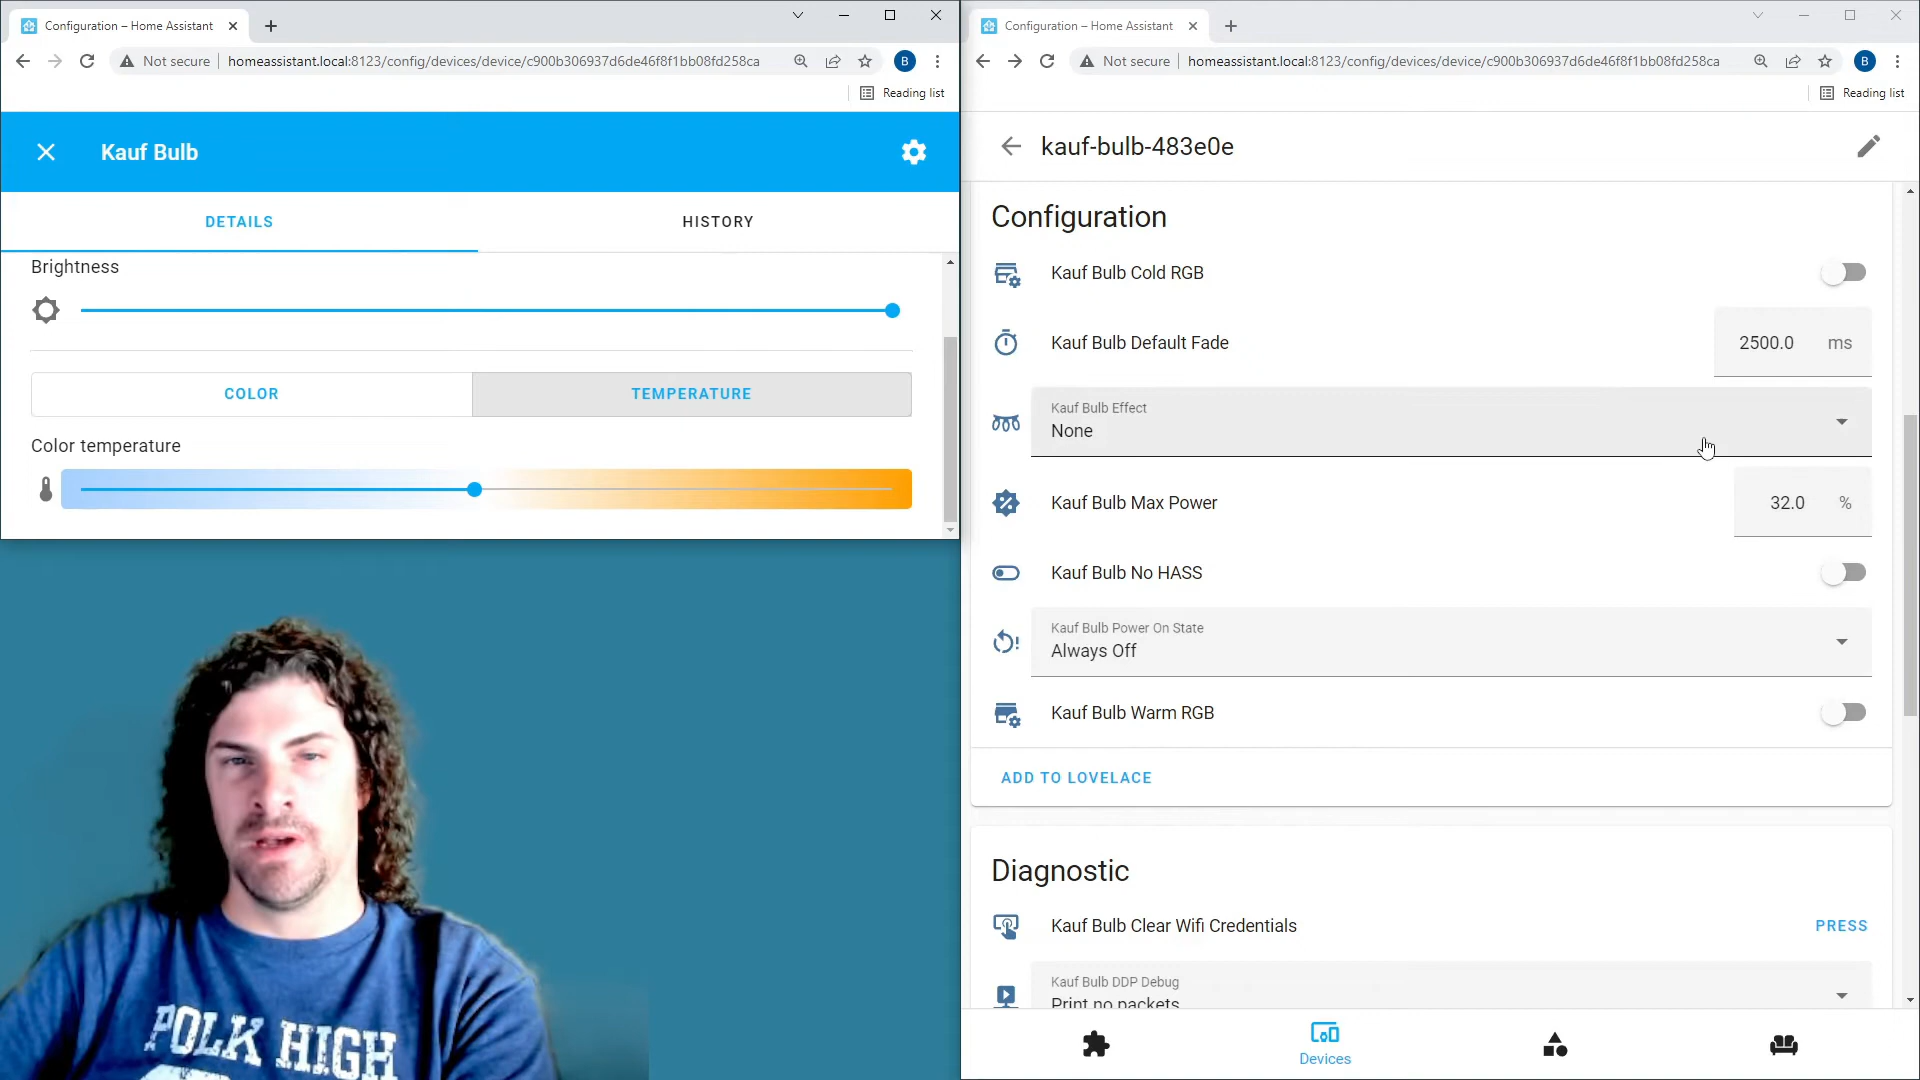 Configuration – Home Assistant
Not secure
homeassistant.local:8123/config/devices/device/c900b306937d6de46f8f1bb08fd258ca
B
Reading list
Kauf Bulb
DETAILS
HISTORY
Brightness
COLOR
TEMPERATURE
Color temperature
POLK HIGH
Configuration – Home Assistant
Not secure
homeassistant.local:8123/config/devices/device/c900b306937d6de46f8f1bb08fd258ca
B
Reading list
kauf-bulb-483e0e
Configuration
Kauf Bulb Cold RGB
Kauf Bulb Default Fade
2500.0 ms
Kauf Bulb Effect
None
Kauf Bulb Max Power
32.0 %
Kauf Bulb No HASS
Kauf Bulb Power On State
Always Off
Kauf Bulb Warm RGB
ADD TO LOVELACE
Diagnostic
Kauf Bulb Clear Wifi Credentials
PRESS
Kauf Bulb DDP Debug
Print no packets
Devices